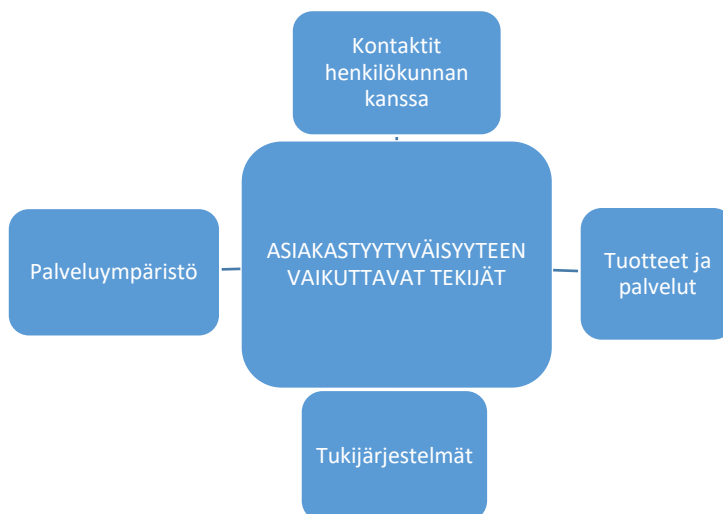 Kontaktit
henkilökunnan
kanssa
ASIAKASTYYTYVÄISYYTEEN
VAIKUTTAVAT TEKIJÄT
Palveluympäristö
Tuotteet ja
palvelut
Tukijärjestelmät